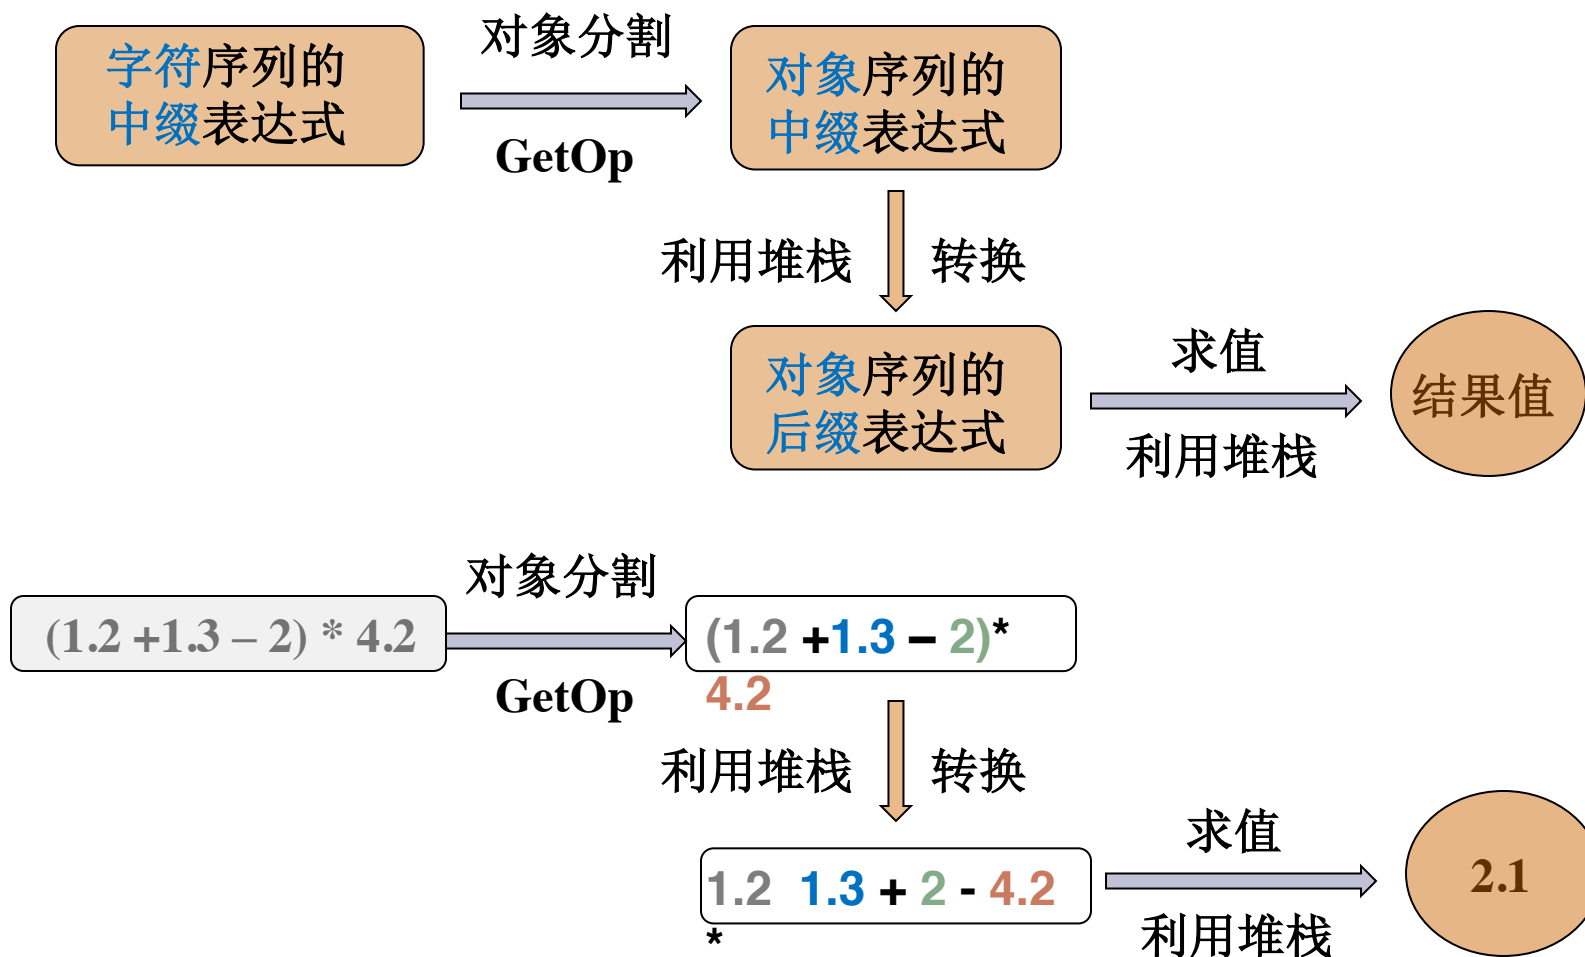 对象分割
字符序列的
中缀表达式
GetOp
对象序列的
中缀表达式
利用堆栈 转换
对象序列的
后缀表达式
求值
利用堆栈
结果值
对象分割
(1.2 +1.3 – 2) * 4.2
GetOp
(1.2 +1.3 – 2)*
4.2
利用堆栈 转换
1.2 1.3 + 2 - 4.2
*
求值
利用堆栈
2.1